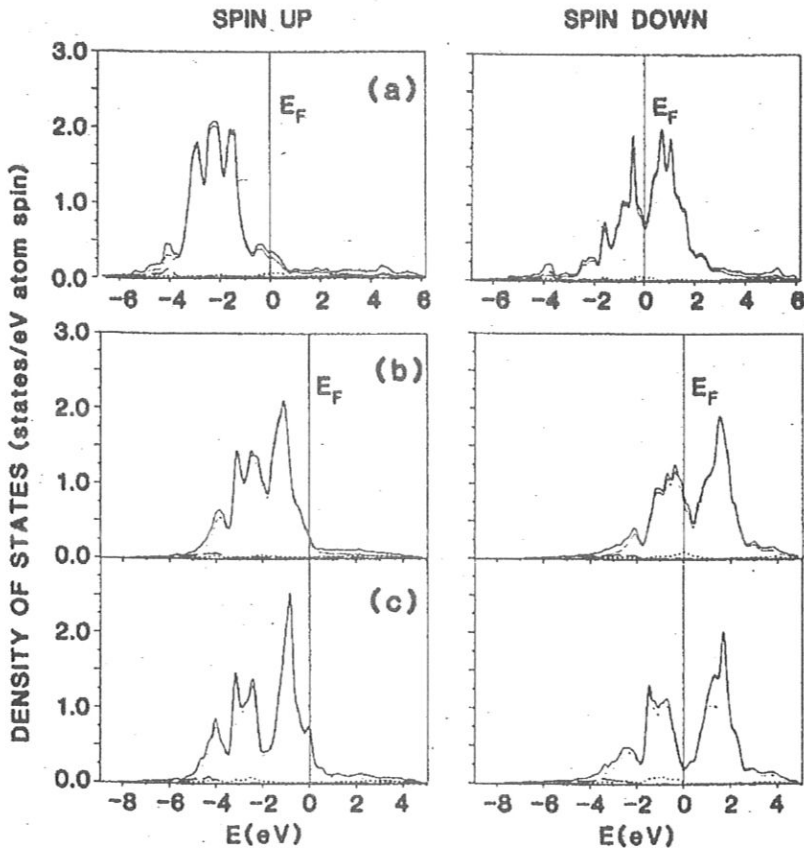 SPIN UP SPIN DOWN
DENSITY OF STATES (states/eV atom spin)
3.0
(a)
E_F
E_F
2.0
1.0
0.0
-6 -4 -2 0 2 4 6
-6 -4 -2 0 2 4 6
3.0
(b)
E_F
E_F
2.0
1.0
0.0
(c)
2.0
1.0
0.0
-8 -6 -4 -2 0 2 4
-8 -6 -4 -2 0 2 4
E(eV) E(eV)